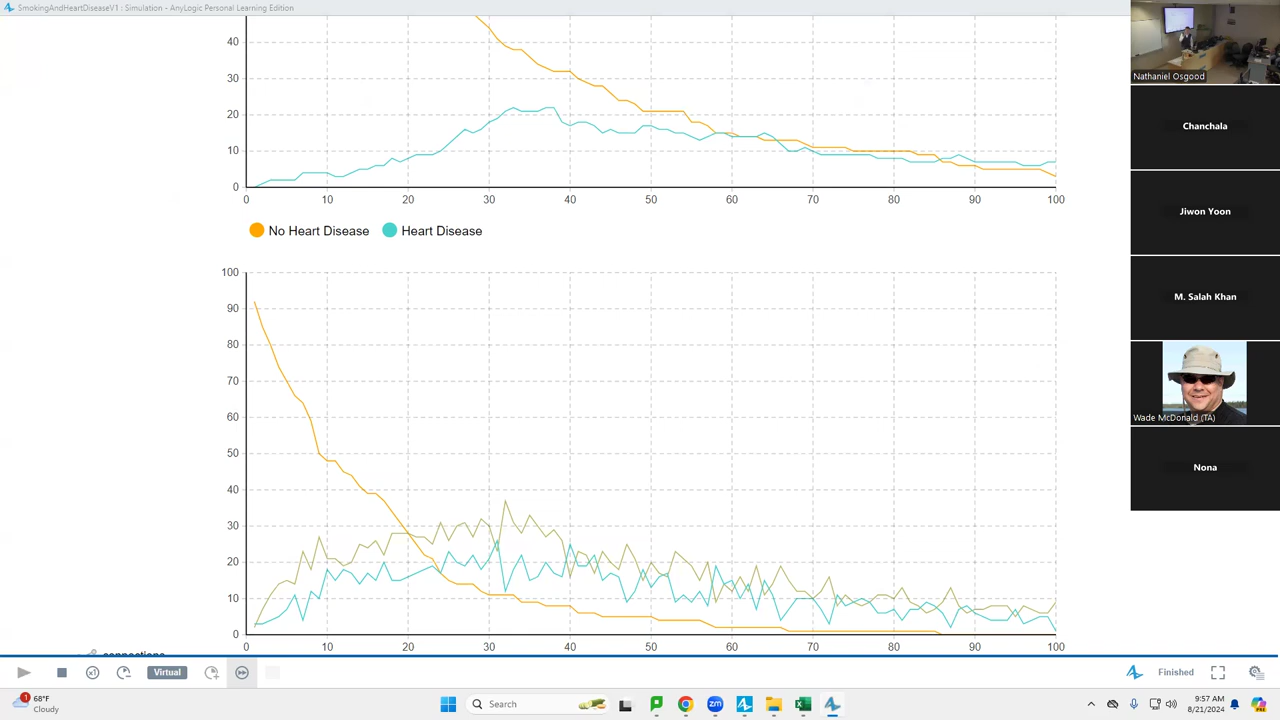 SmokingAndHeartDiseaseV1 : Simulation - AnyLogic Personal Learning Edition
40
30
20
10
0
0 10 20 30 40 50 60 70 80 90 100
No Heart Disease Heart Disease
100
90
80
70
60
50
40
30
20
10
0
0 10 20 30 40 50 60 70 80 90 100
connections
x1
Virtual
Finished
Nathaniel Osgood
Chanchala
Jiwon Yoon
M. Salah Khan
Wade McDonald (TA)
Nona
1
68°F
Cloudy
Search
9:57 AM
8/21/2024